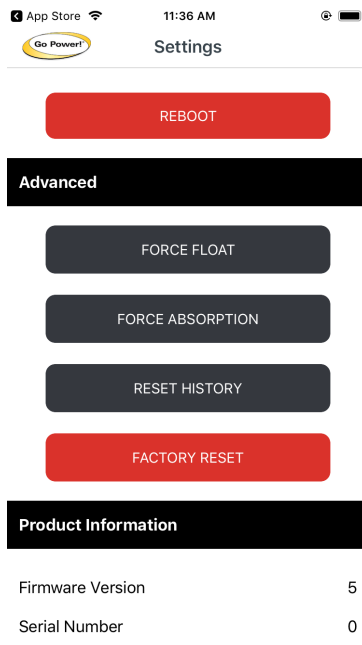 App Store
11:36 AM
Go Power!
Settings
REBOOT
Advanced
FORCE FLOAT
FORCE ABSORPTION
RESET HISTORY
FACTORY RESET
Product Information
Firmware Version 5
Serial Number 0